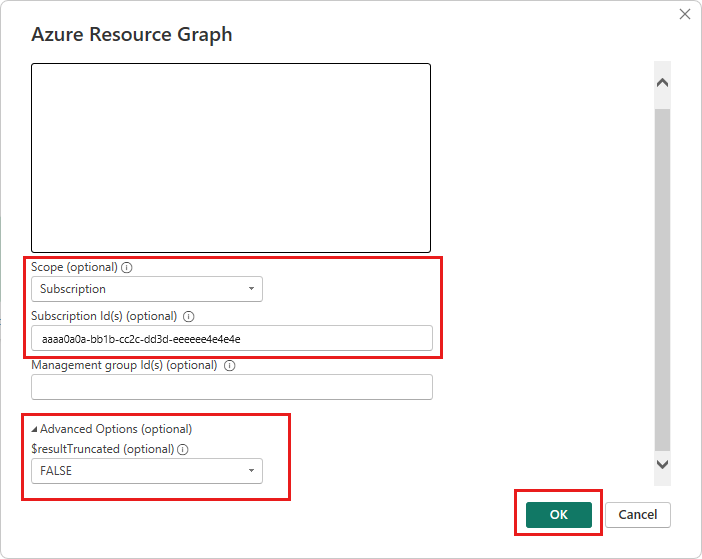 Azure Resource Graph
Scope (optional)
Subscription
Subscription Id(s) (optional)
aaaa0a0a-bb1b-cc2c-dd3d-eeeeee4e4e4e
Management group Id(s) (optional)
Advanced Options (optional)
$resultTruncated (optional)
FALSE
OK
Cancel